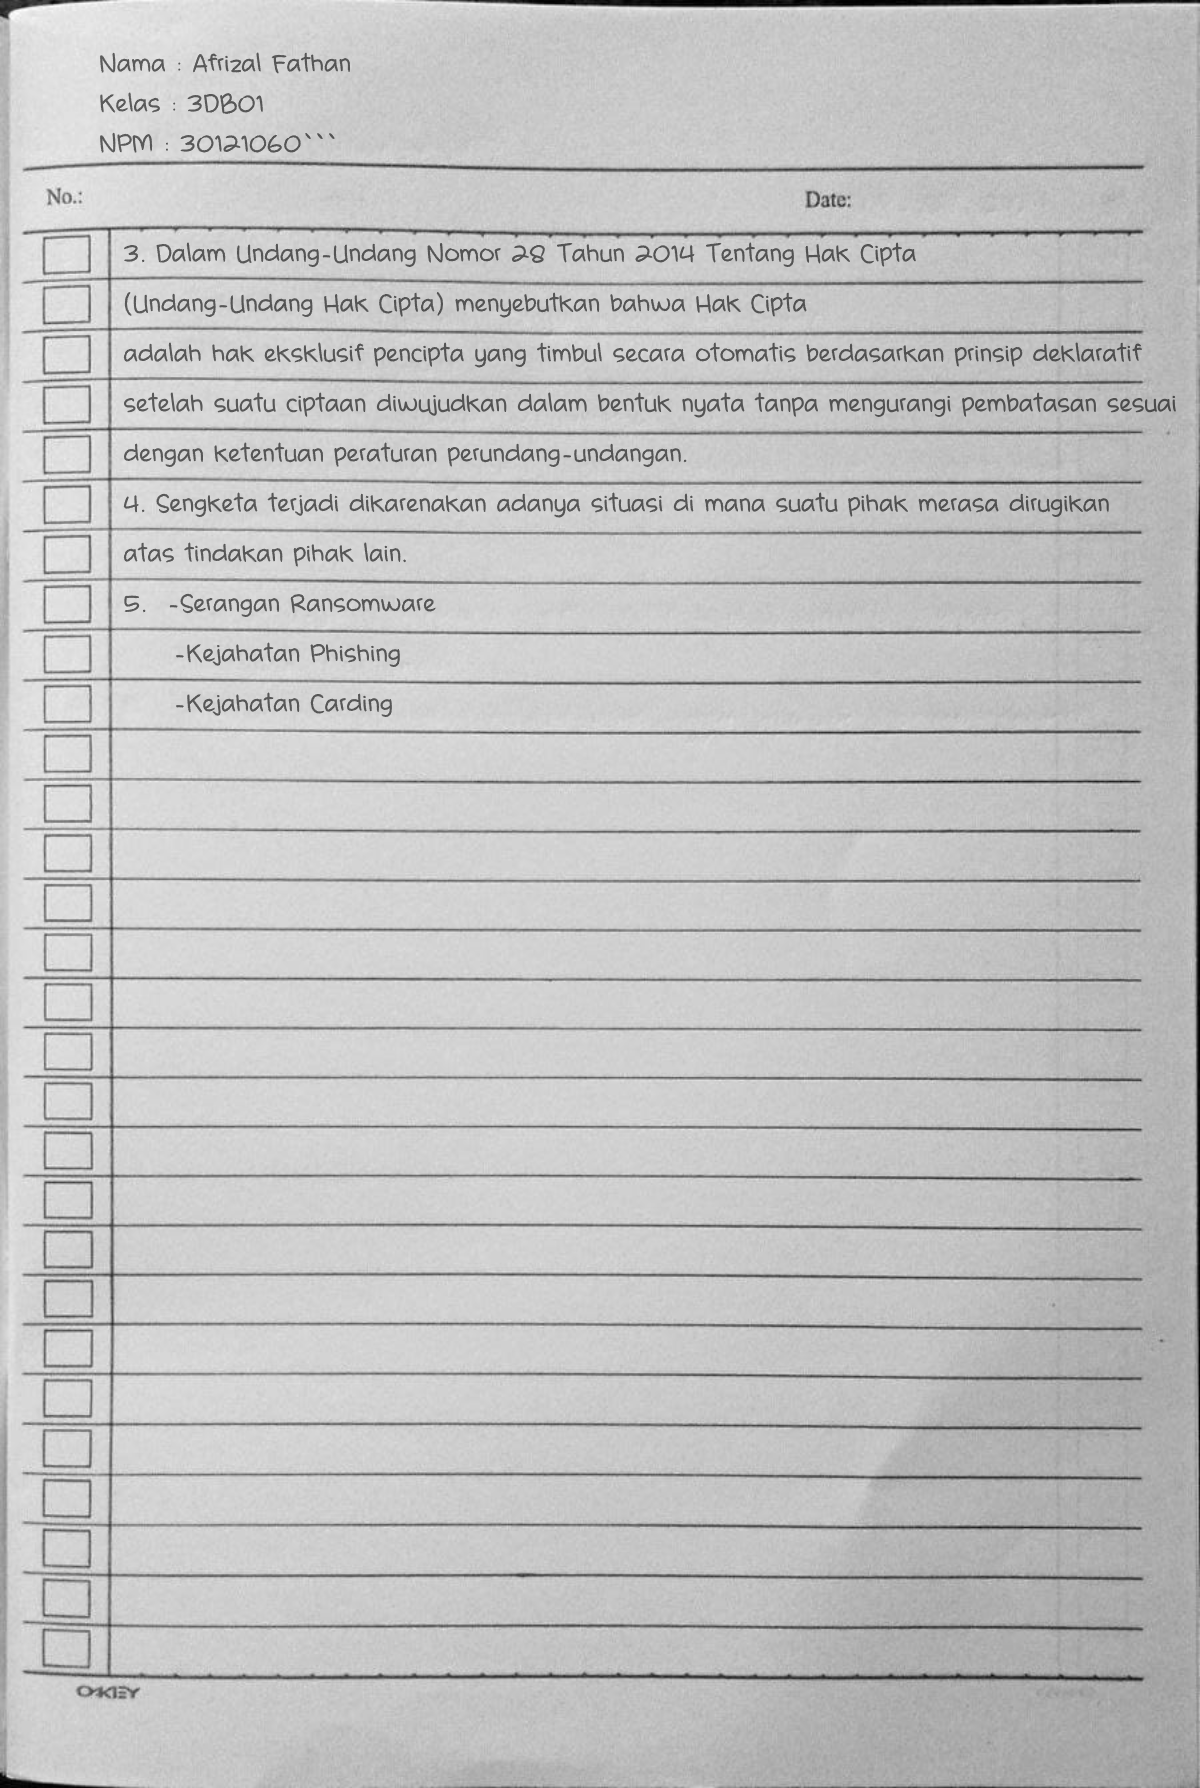 Nama : Afrizal Fathan
Kelas : 3DB01
NPM : 30121060```
No.: Date:
3. Dalam Undang-Undang Nomor 28 Tahun 2014 Tentang Hak Cipta
(Undang-Undang Hak Cipta) menyebutkan bahwa Hak Cipta
adalah hak eksklusif pencipta yang timbul secara otomatis berdasarkan prinsip deklaratif
setelah suatu ciptaan diwujudkan dalam bentuk nyata tanpa mengurangi pembatasan sesuai
dengan ketentuan peraturan perundang-undangan.
4. Sengketa terjadi dikarenakan adanya situasi di mana suatu pihak merasa dirugikan
atas tindakan pihak lain.
5. -Serangan Ransomware
-Kejahatan Phishing
-Kejahatan Carding
OKEY